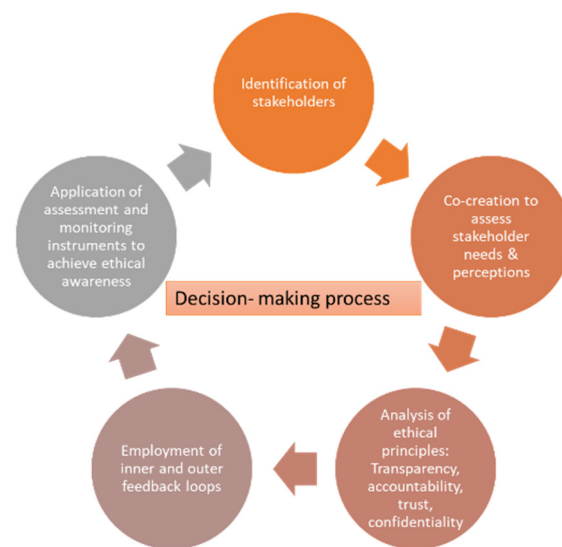 Identification of
stakeholders
Co-creation to
assess
stakeholder
needs &
perceptions
Analysis of
ethical
principles:
Transparency,
accountability,
trust,
confidentiality
Employment of
inner and outer
feedback loops
Application of
assessment and
monitoring
instruments to
achieve ethical
awareness
Decision- making process